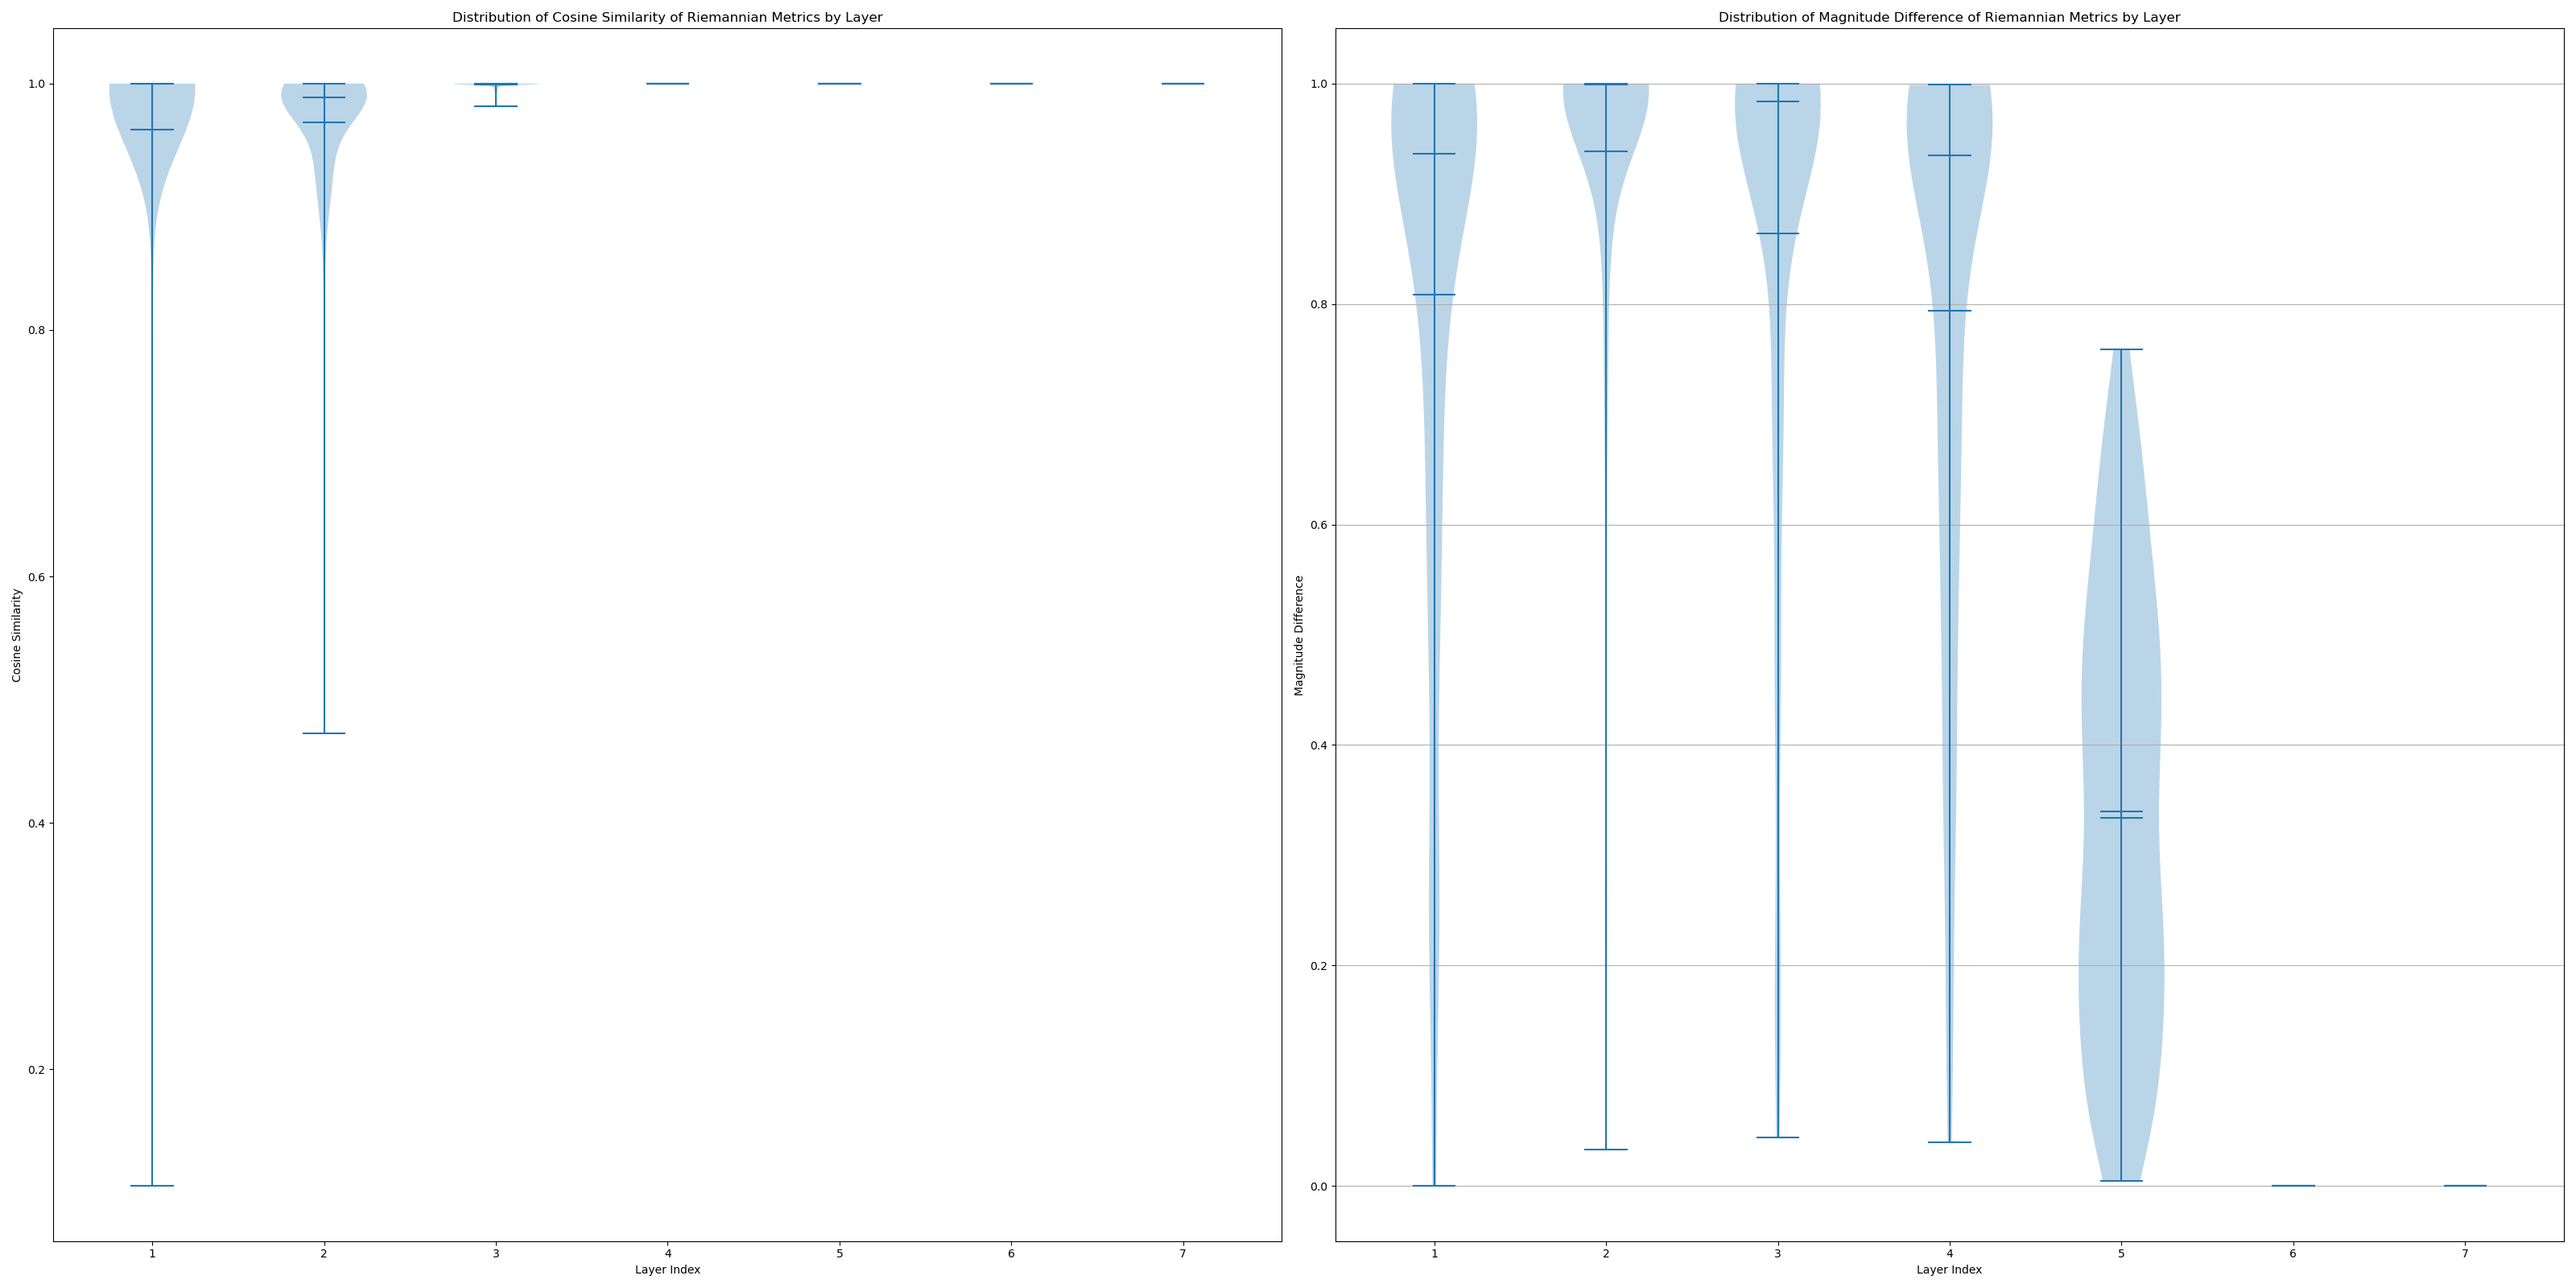 Distribution of Cosine Similarity of Riemannian Metrics by Layer
Cosine Similarity
1.0
0.8
0.6
0.4
0.2
1 2 3 4 5 6 7
Layer Index
Distribution of Magnitude Difference of Riemannian Metrics by Layer
Magnitude Difference
1.0
0.8
0.6
0.4
0.2
0.0
1 2 3 4 5 6 7
Layer Index